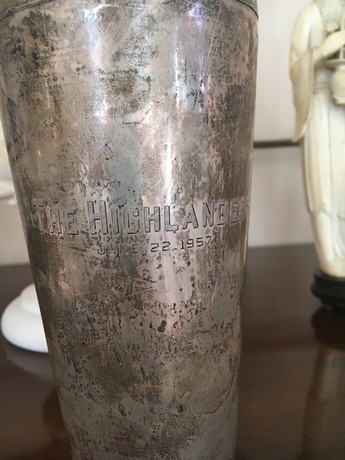 THE HIGHLANDER
JUNE.22.1957